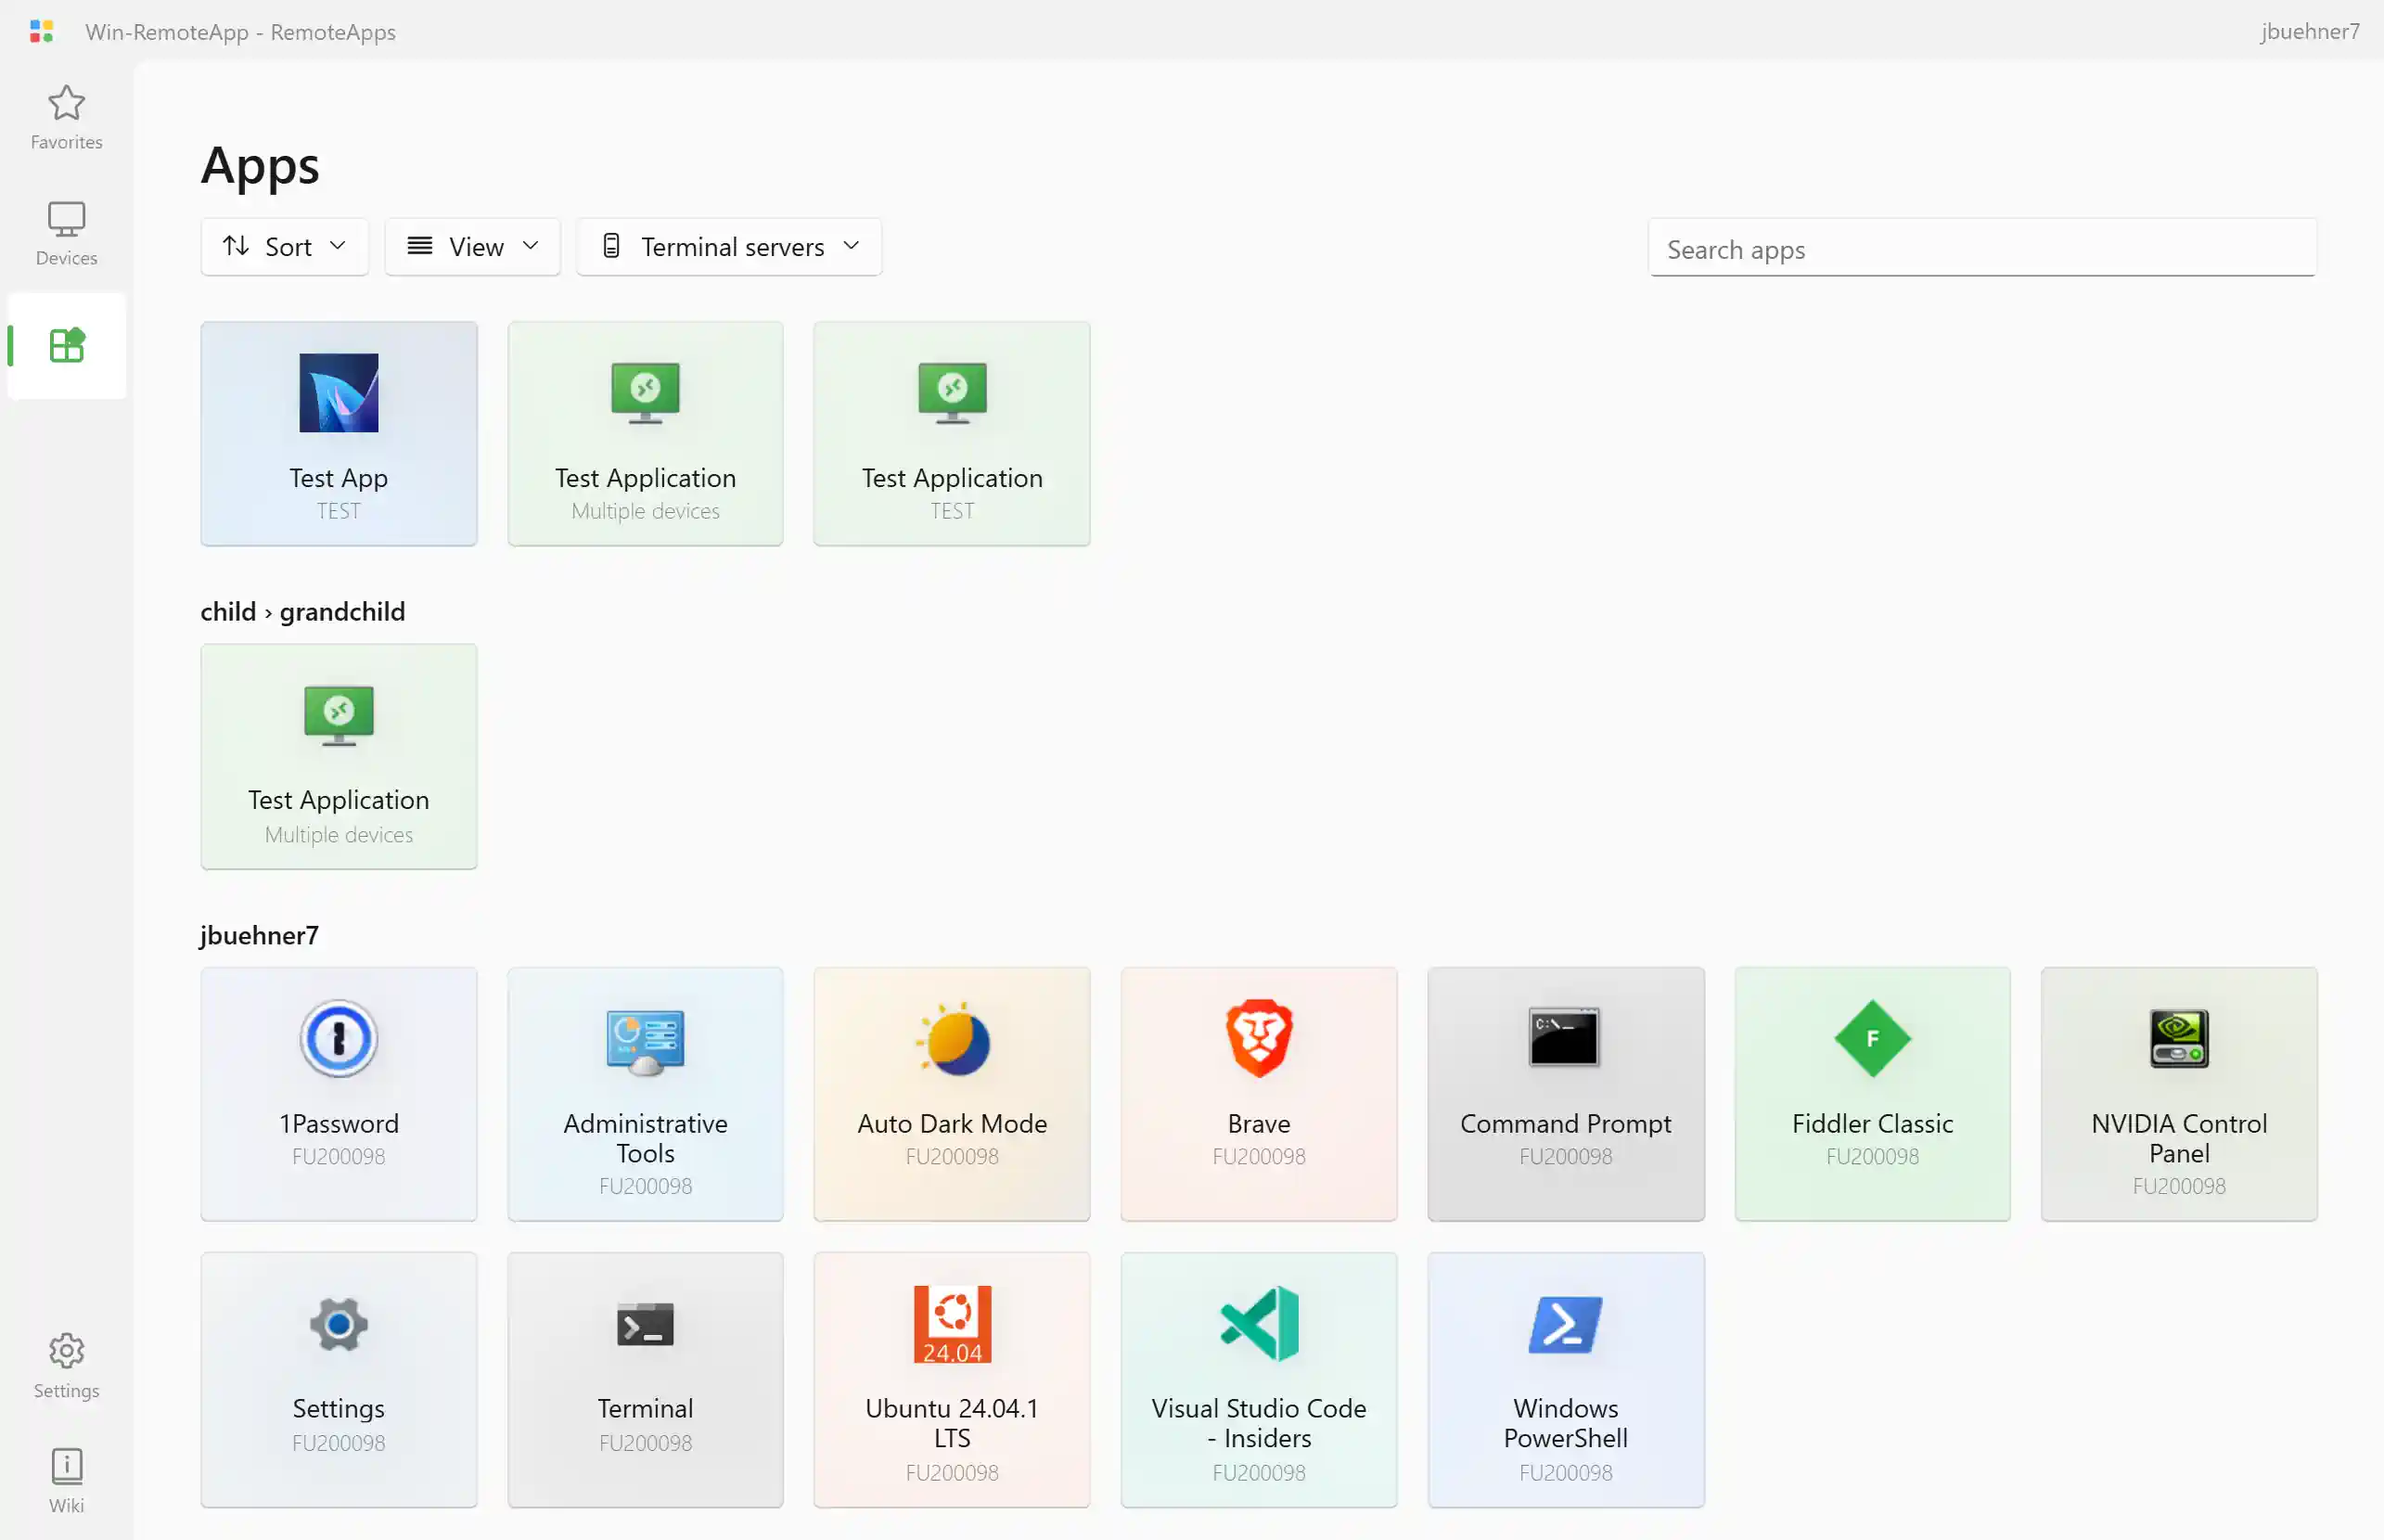 Win-RemoteApp - RemoteApps
jbuehner7
Favorites
Devices
Apps
Sort
View
Terminal servers
Search apps
Test App
TEST
Test Application
Multiple devices
Test Application
TEST
child › grandchild
Test Application
Multiple devices
jbuehner7
1Password
FU200098
Administrative
Tools
FU200098
Auto Dark Mode
FU200098
Brave
FU200098
C:\_
Command Prompt
FU200098
F
Fiddler Classic
FU200098
NVIDIA Control
Panel
FU200098
Settings
FU200098
Terminal
FU200098
24.04
Ubuntu 24.04.1
LTS
FU200098
Visual Studio Code
- Insiders
FU200098
Windows
PowerShell
FU200098
Settings
Wiki